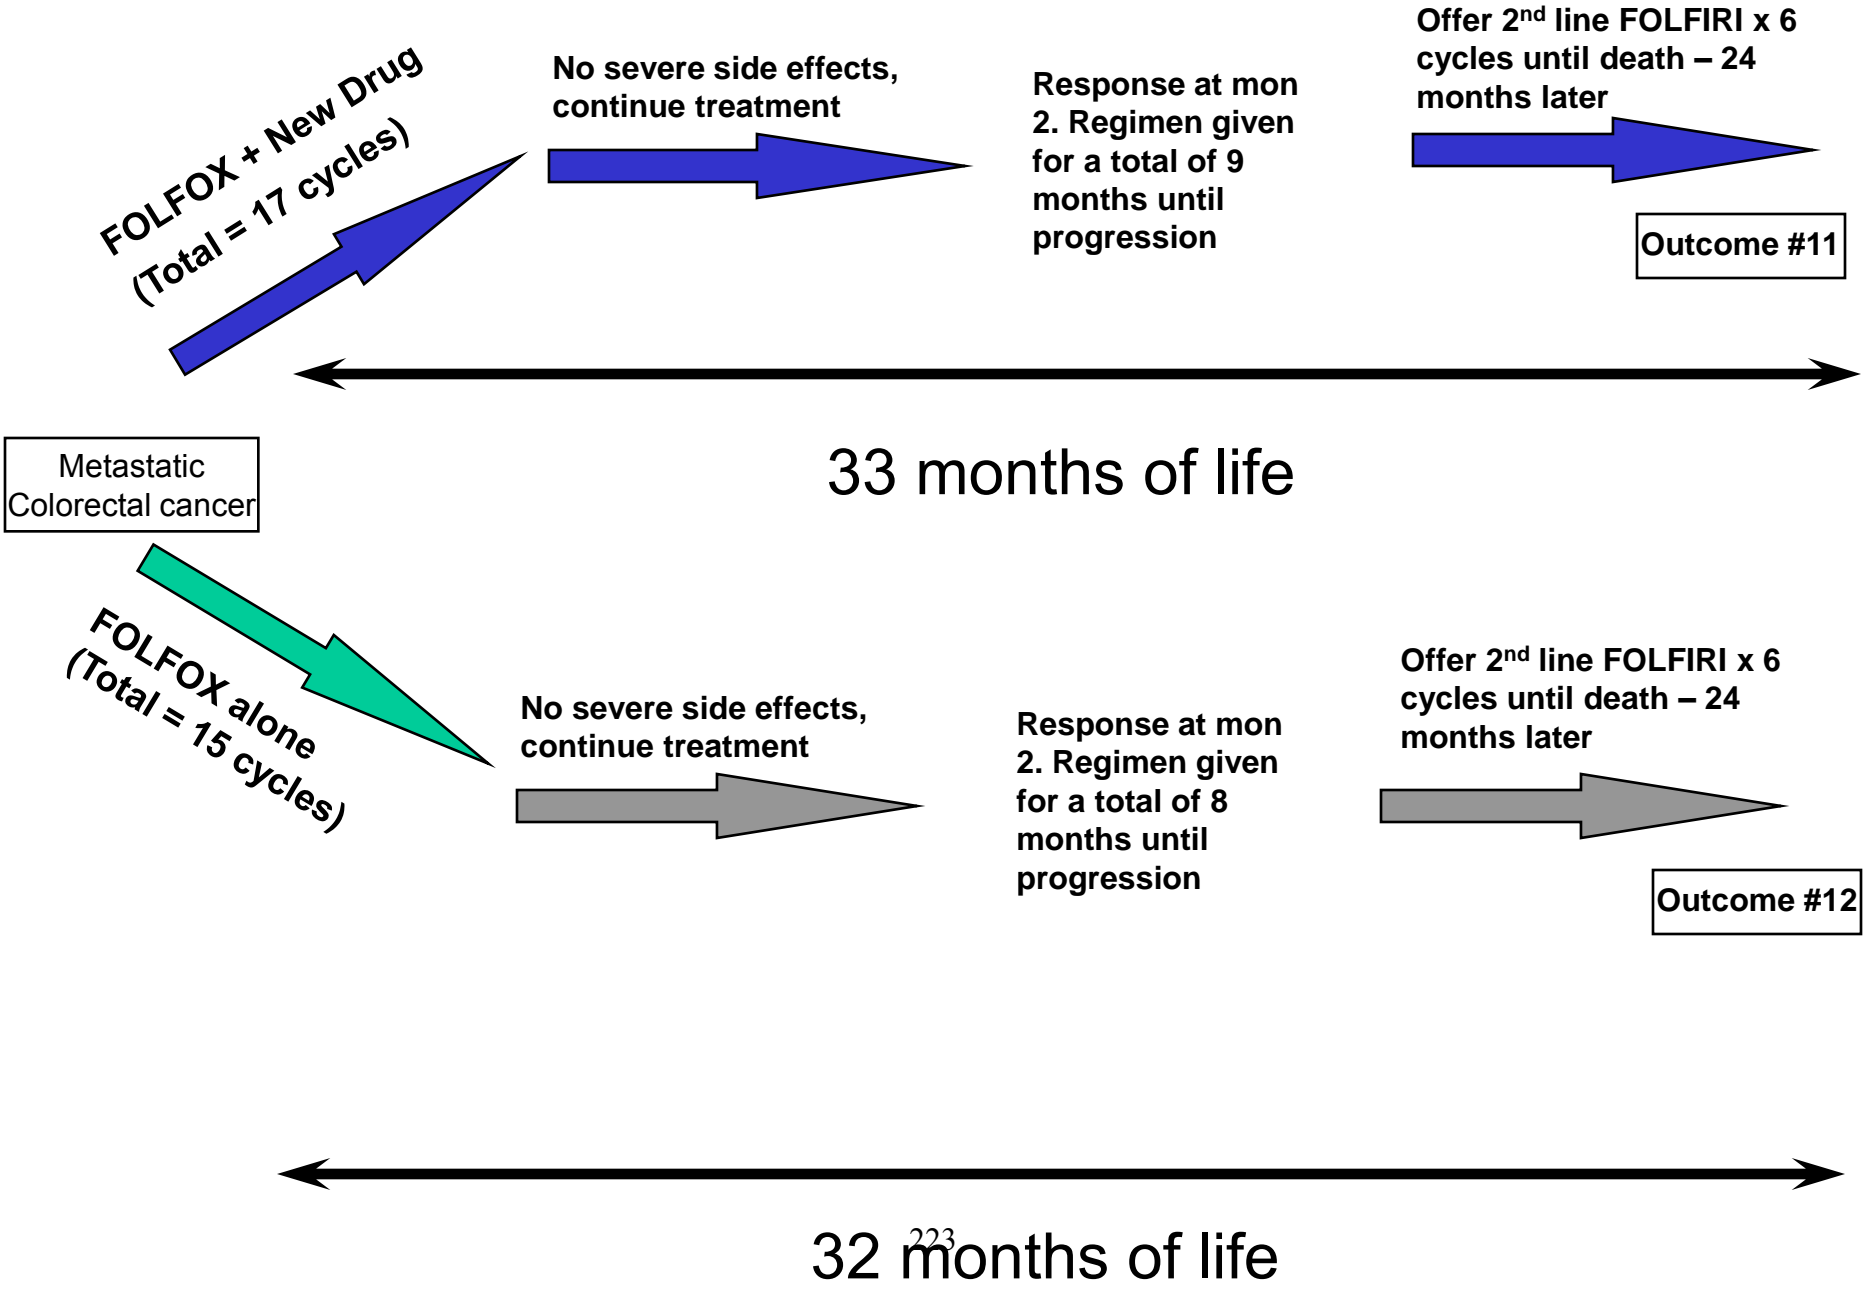 FOLFOX + New Drug
(Total = 17 cycles)
No severe side effects,
continue treatment
Response at mon
2. Regimen given
for a total of 9
months until
progression
Offer 2nd line FOLFIRI x 6
cycles until death – 24
months later
Outcome #11
33 months of life
Metastatic
Colorectal cancer
FOLFOX alone
(Total = 15 cycles)
No severe side effects,
continue treatment
Response at mon
2. Regimen given
for a total of 8
months until
progression
Offer 2nd line FOLFIRI x 6
cycles until death – 24
months later
Outcome #12
32 months of life
223